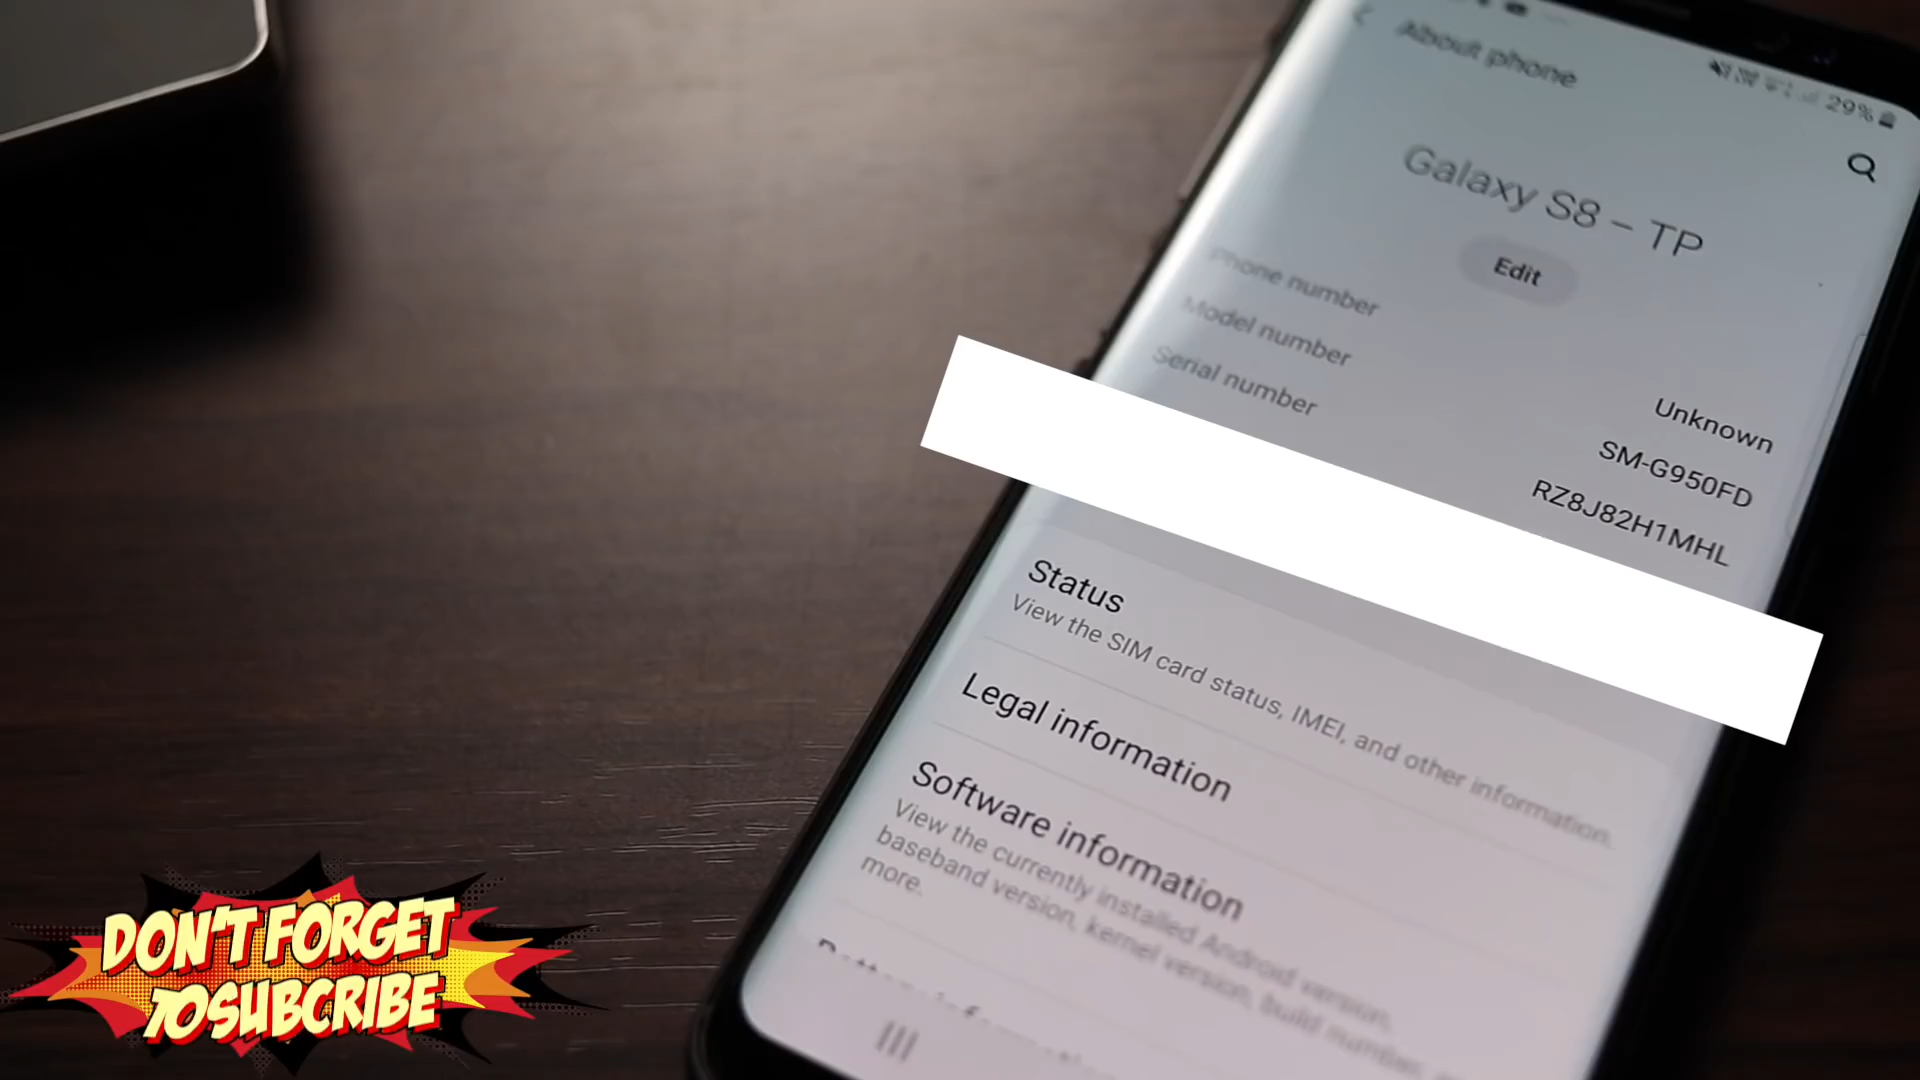 About phone
29%
Galaxy S8 – TP
Edit
Phone number
Unknown
Model number
SM-G950FD
Serial number
RZ8J82H1MHL
Status
View the SIM card status, IMEI, and other information.
Legal information
Software information
View the currently installed Android version,
baseband version, kernel version, build number, and
more.
DON'T FORGET
TO SUBCRIBE